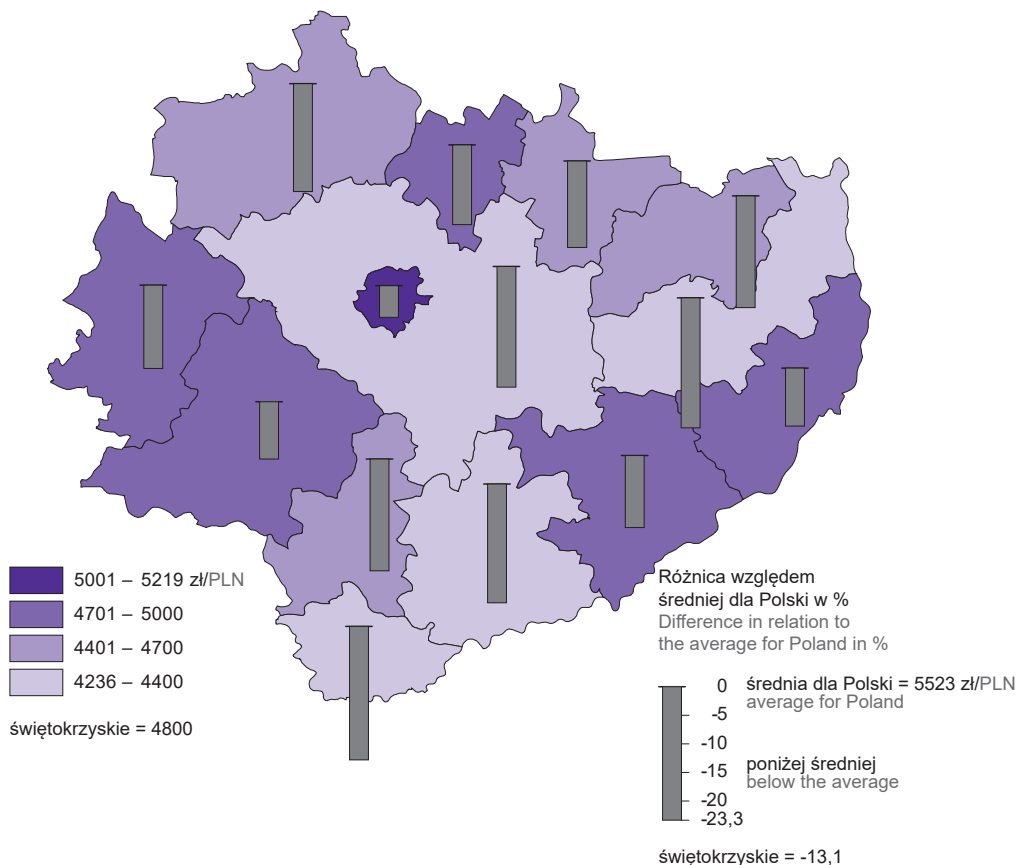 5001 – 5219 zł/PLN
4701 – 5000
4401 – 4700
4236 – 4400
świętokrzyskie = 4800
Różnica względem
średniej dla Polski w %
Difference in relation to
the average for Poland in %
0
średnia dla Polski = 5523 zł/PLN
average for Poland
-5
-10
poniżej średniej
-15
below the average
-20
-23,3
świętokrzyskie = -13,1